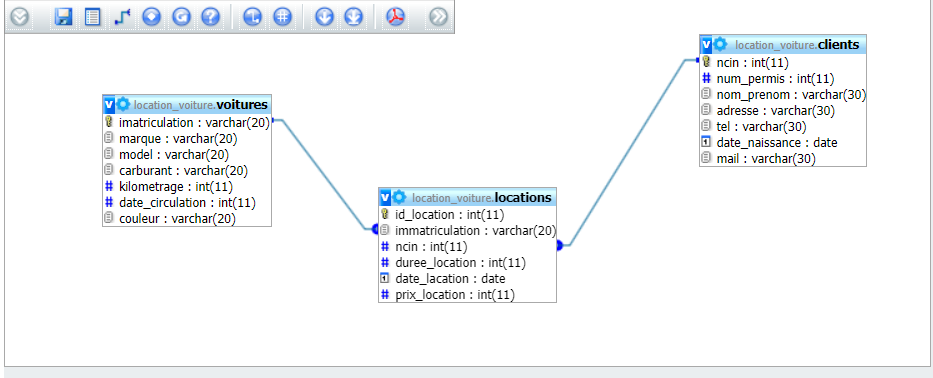 location_voiture.voitures
imatriculation : varchar(20)
marque : varchar(20)
model : varchar(20)
carburant : varchar(20)
kilometrage : int(11)
date_circulation : int(11)
couleur : varchar(20)
location_voiture.locations
id_location : int(11)
immatriculation : varchar(20)
ncin : int(11)
duree_location : int(11)
date_lacation : date
prix_location : int(11)
location_voiture.clients
ncin : int(11)
num_permis : int(11)
nom_prenom : varchar(30)
adresse : varchar(30)
tel : varchar(30)
date_naissance : date
mail : varchar(30)